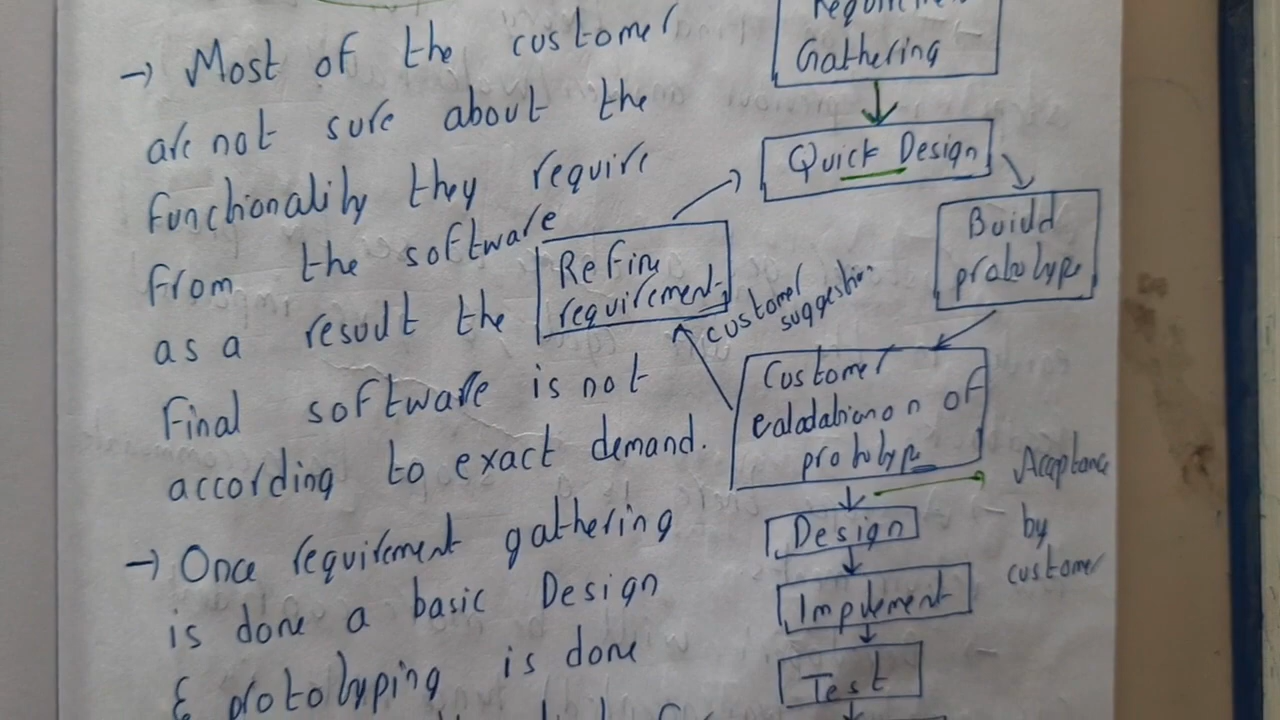 → Most of the customer
are not sure about the
functionality they require
from the software
as a result the
final software is not
according to exact demand.
→ Once requirement gathering
is done a basic Design
& prototyping is done
Gathering
Quick Design
Build
prototype
Refine
requirement
customer
suggestion
Customer
of
prototype
Acceptance
by
customer
Design
Implement
Test